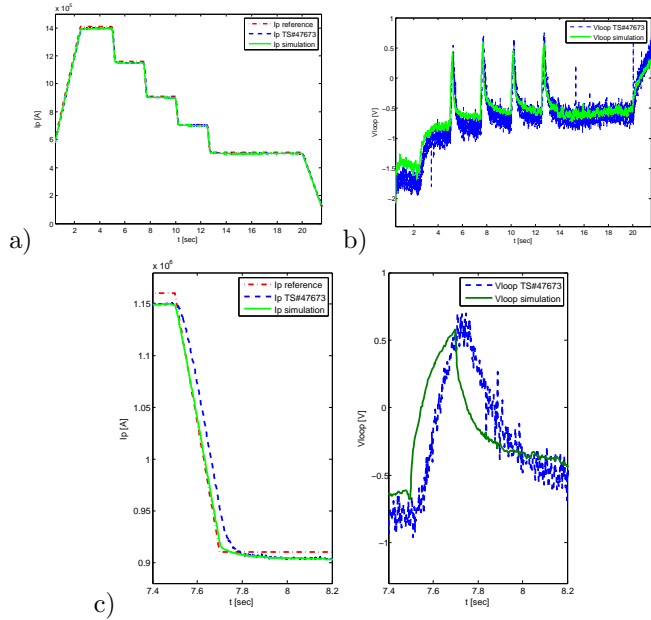 x 10⁵
14
12
10
8
6
4
2
0
2 4 6 8 10 12 14 16 18 20
Ip [A]
t [sec]
Ip reference
Ip TS#47673
Ip simulation
a)
1
0.5
0
−0.5
−1
−1.5
−2
2 4 6 8 10 12 14 16 18 20
Vloop [V]
t [sec]
Vloop TS#47673
Vloop simulation
b)
x 10⁶
1.15
1.1
1.05
1
0.95
0.9
7.4 7.6 7.8 8 8.2
Ip [A]
t [sec]
Ip reference
Ip TS#47673
Ip simulation
1
0.5
0
−0.5
−1
7.4 7.6 7.8 8 8.2
Vloop [V]
t [sec]
Vloop TS#47673
Vloop simulation
c)